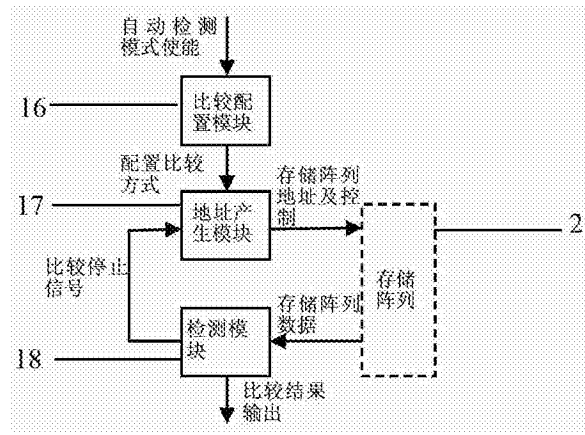 自动检测
模式使能
16
比较配
置模块
配置比较
方式
17
地址产
生模块
存储阵列
地址及控
制
2
比较停止
信号
存储
阵列
存储阵列
数据
检测模
块
18
比较结果
输出